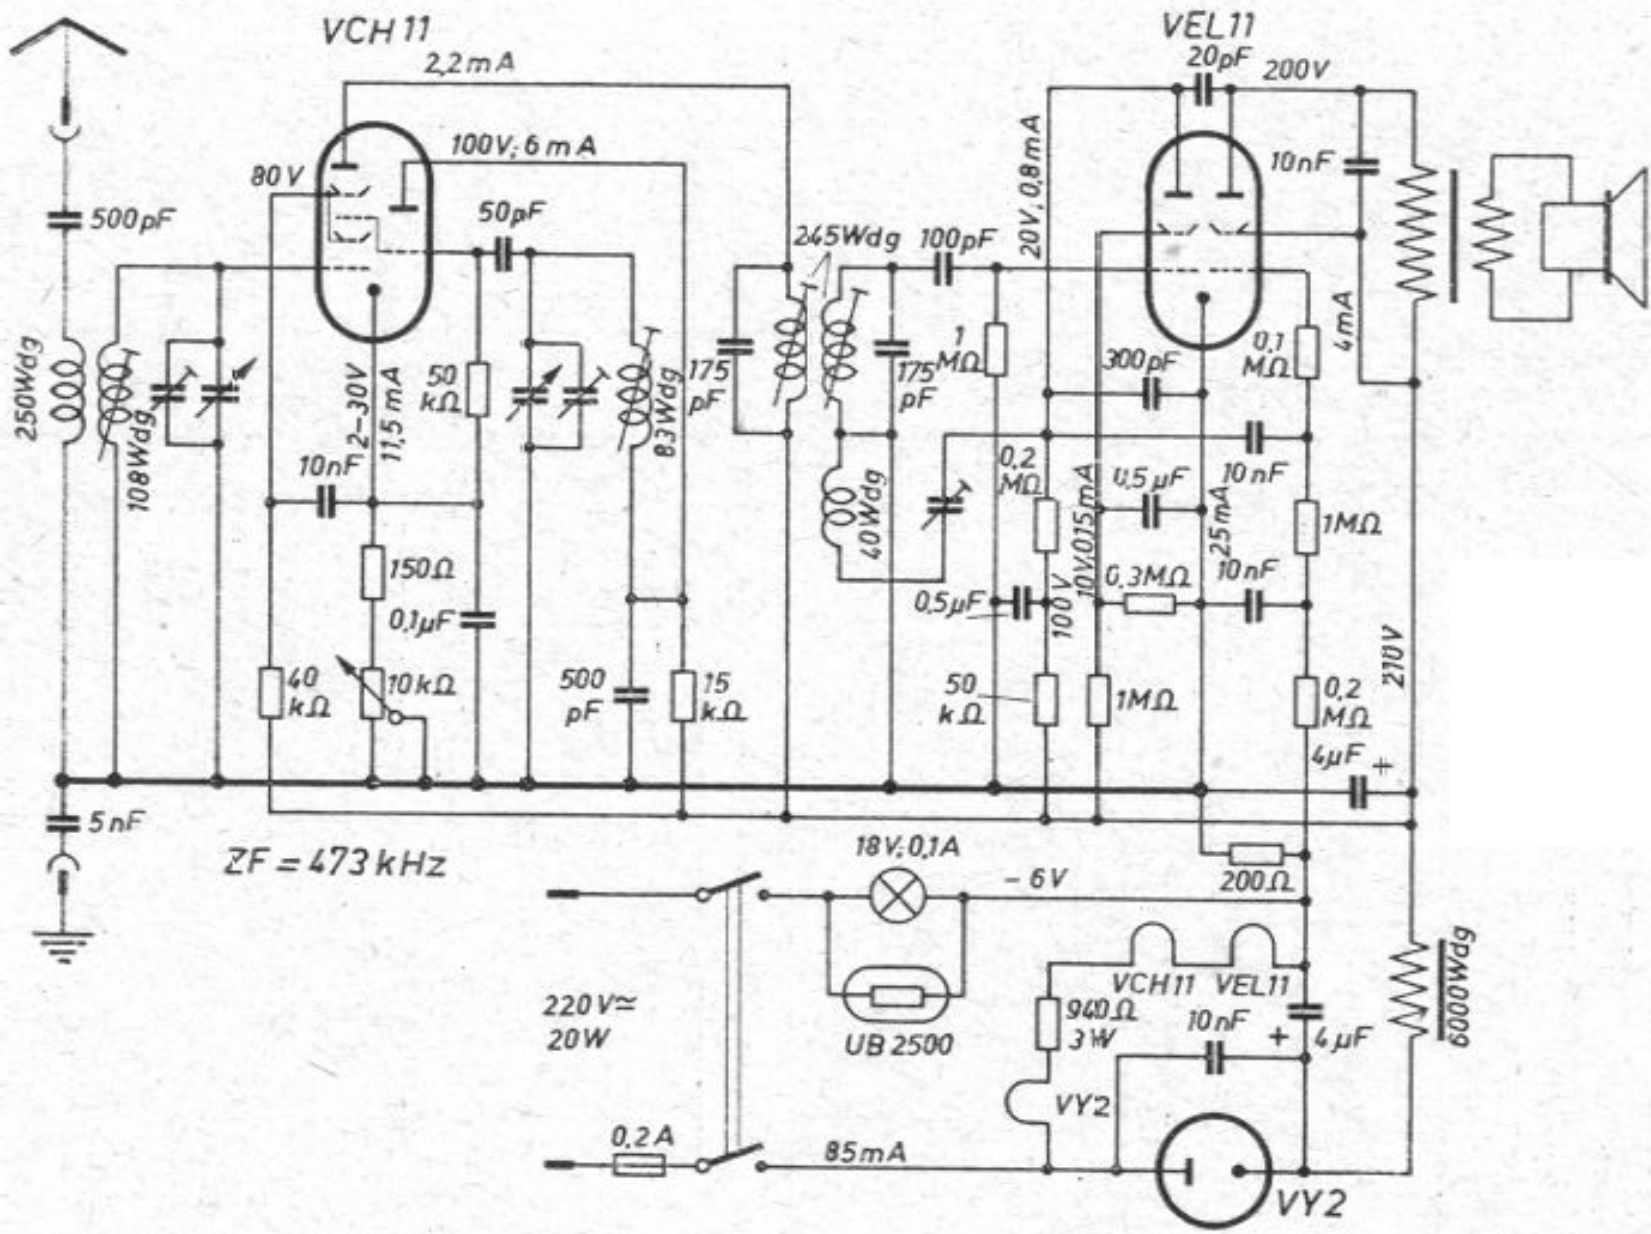 VCH 11
VEL11
2,2mA
20pF
200V
100V; 6mA
80V
500pF
50pF
20V, 0,8mA
10nF
245Wdg
100pF
250Wdg
108Wdg
12-30V
11,5mA
50
kΩ
83Wdg
175
pF
175
pF
1
MΩ
300pF
0,1
MΩ
4mA
10nF
40Wdg
0,2
MΩ
10V, 0,15mA
0,5µF
25mA
10nF
1MΩ
150Ω
0,1µF
0,5µF
100V
0,3MΩ
10nF
210V
40
kΩ
10kΩ
500
pF
15
kΩ
50
kΩ
1MΩ
0,2
MΩ
4µF +
5nF
ZF = 473 kHz
18V; 0,1A
- 6V
200Ω
VCH11 VEL11
220V≂
20W
UB 2500
940Ω
3W
10nF
+ 4µF
6000Wdg
VY2
0,2A
85mA
VY2